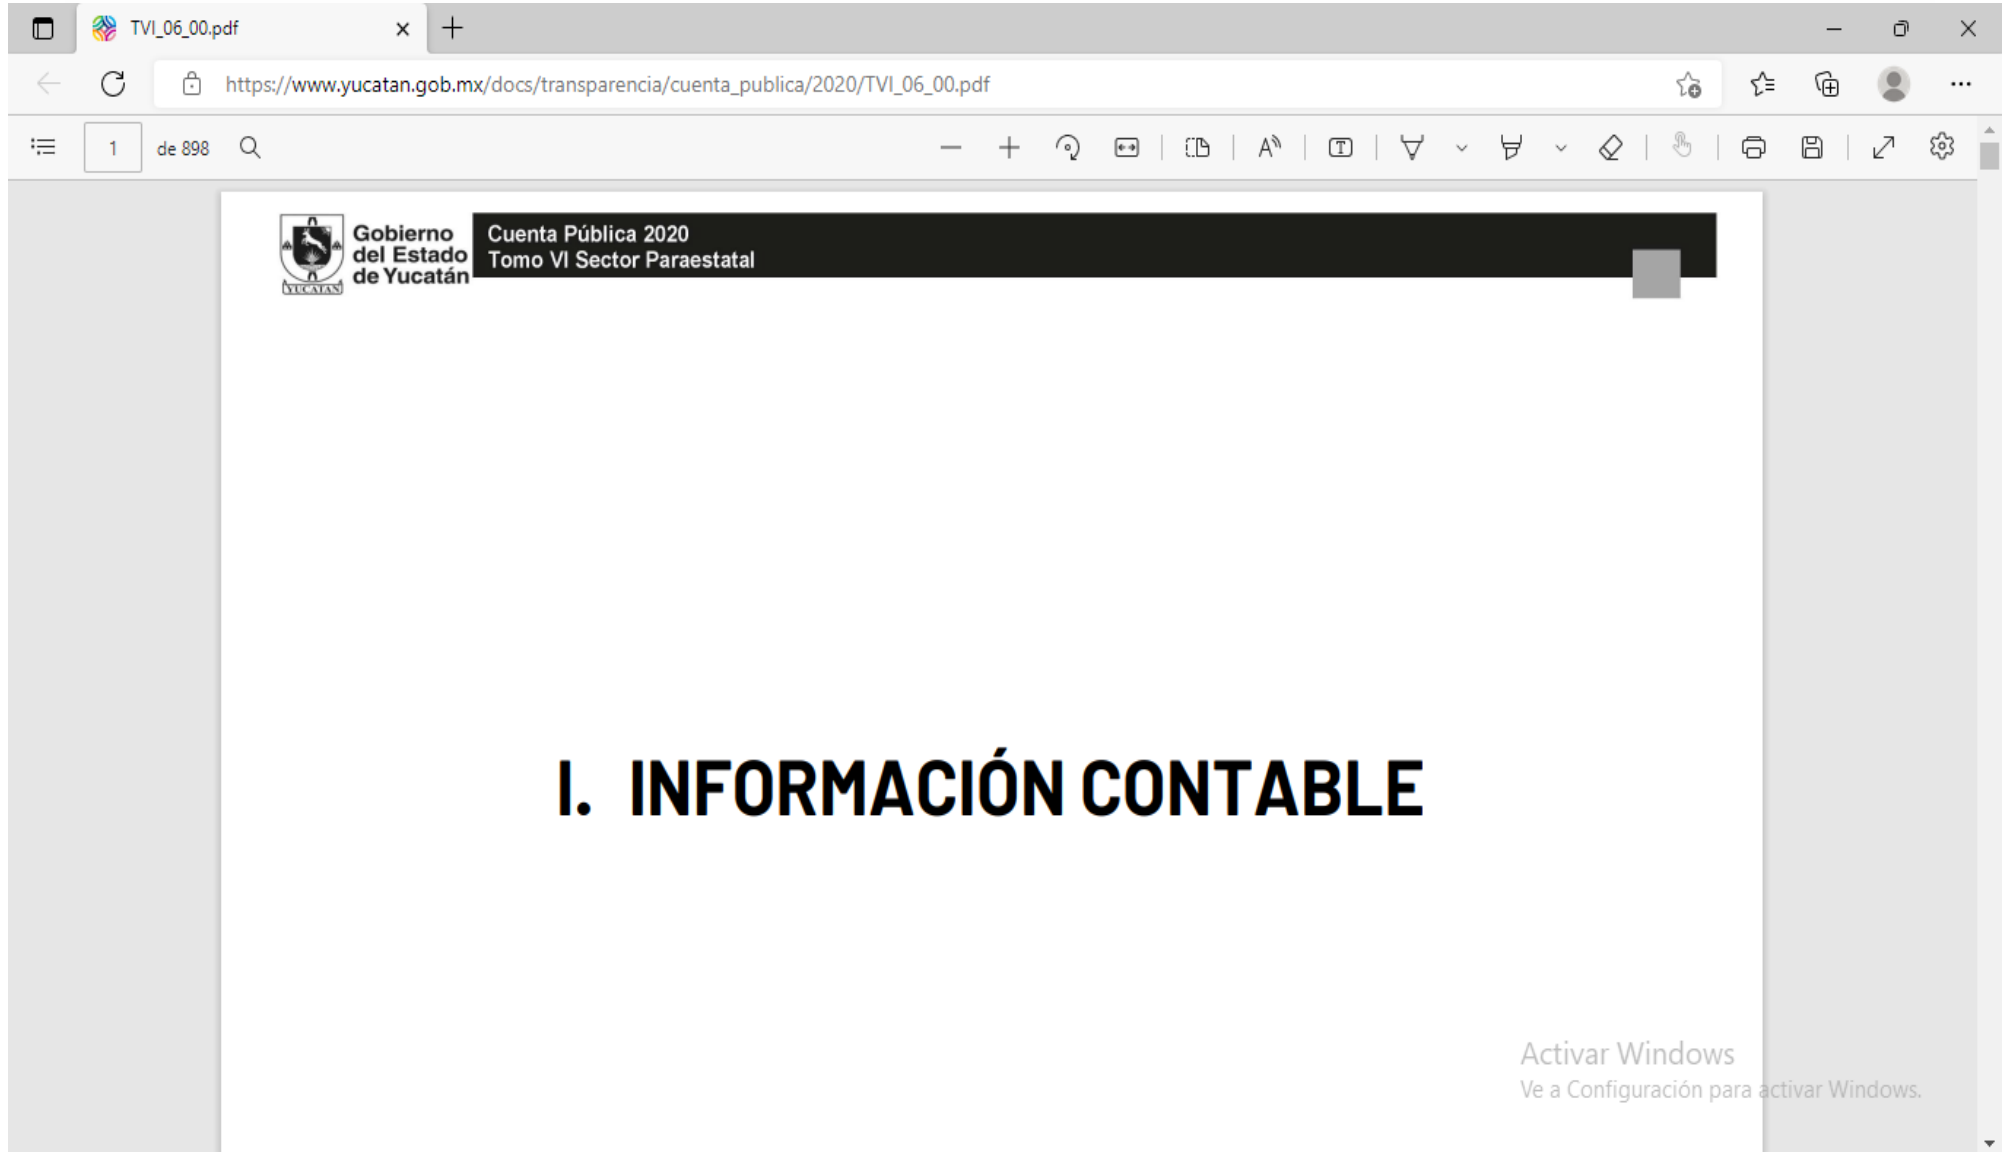 TVI_06_00.pdf
https://www.yucatan.gob.mx/docs/transparencia/cuenta_publica/2020/TVI_06_00.pdf
1 de 898
Gobierno
del Estado
de Yucatán
YUCATAN
Cuenta Pública 2020
Tomo VI Sector Paraestatal
I. INFORMACIÓN CONTABLE
Activar Windows
Ve a Configuración para activar Windows.